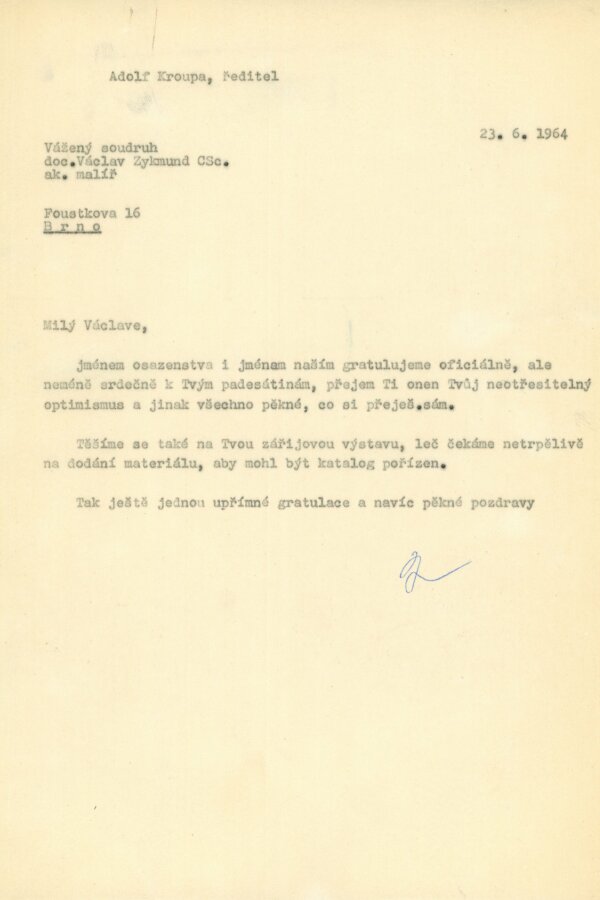 Adolf Kroupa, ředitel
23. 6. 1964
Vážený soudruh
doc.Václav Zykmund CSc.
ak. malíř
Foustkova 16
B r n o
Milý Václave,
jménem osazenstva i jménam naším gratulujeme oficiálně, ale
neméně srdečně k Tvým padesátinám, přejem Ti onen Tvůj neotřesitelný
optimismus a jinak všechno pěkné, co si přeješ.sám.
Těšíme se také na Tvou zářijovou výstavu, leč čekáme netrpělivě
na dodání materiálu, aby mohl být katalog pořízen.
Tak ještě jednou upřímné gratulace a navíc pěkné pozdravy